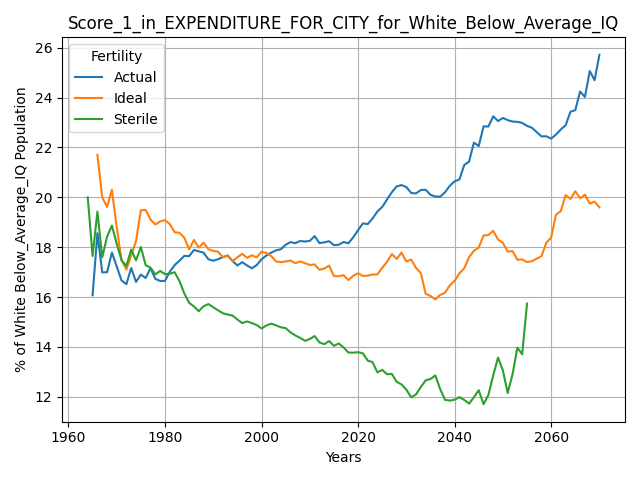 Score_1_in_EXPENDITURE_FOR_CITY_for_White_Below_Average_IQ
Fertility
Actual
Ideal
Sterile
% of White Below_Average_IQ Population
26
24
22
20
18
16
14
12
1960
1980
2000
2020
2040
2060
Years